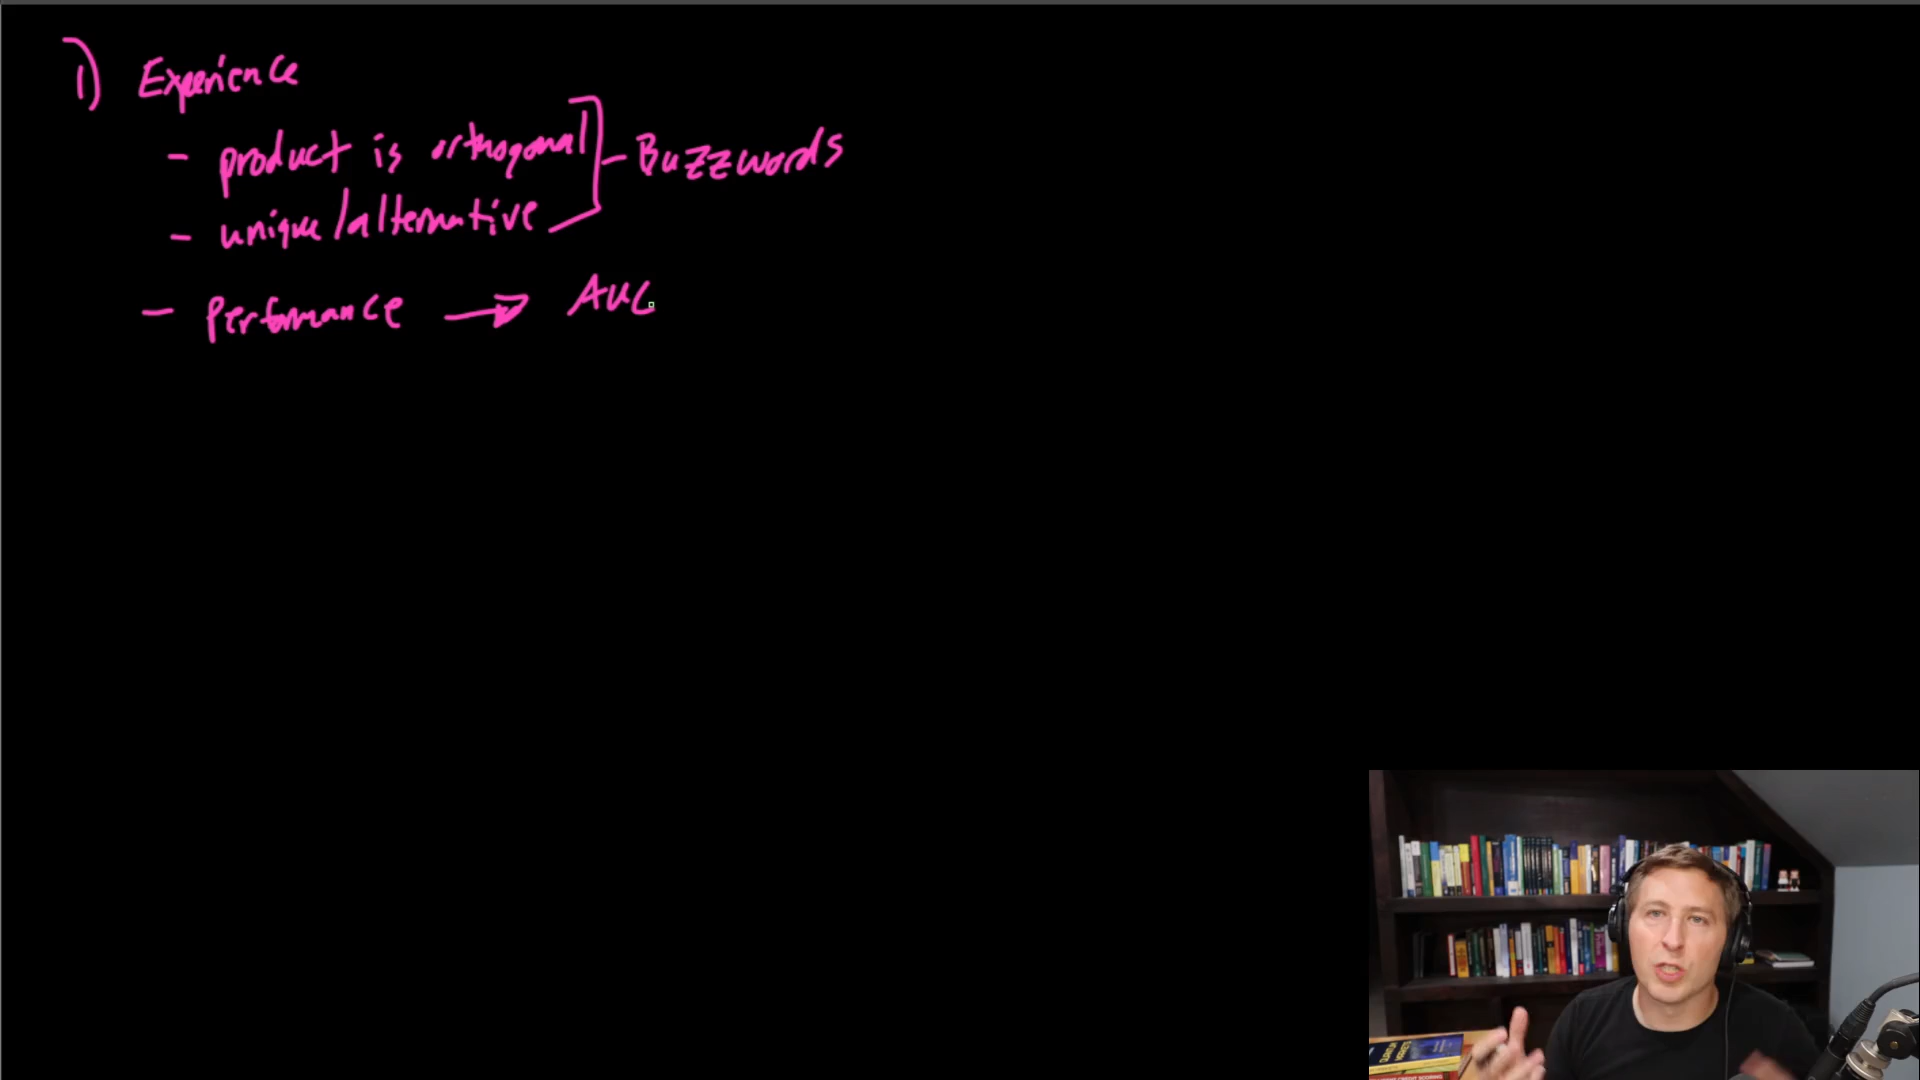 1) Experience
- product is orthogonal
- Buzzwords
- unique/alternative
- Performance → AUC